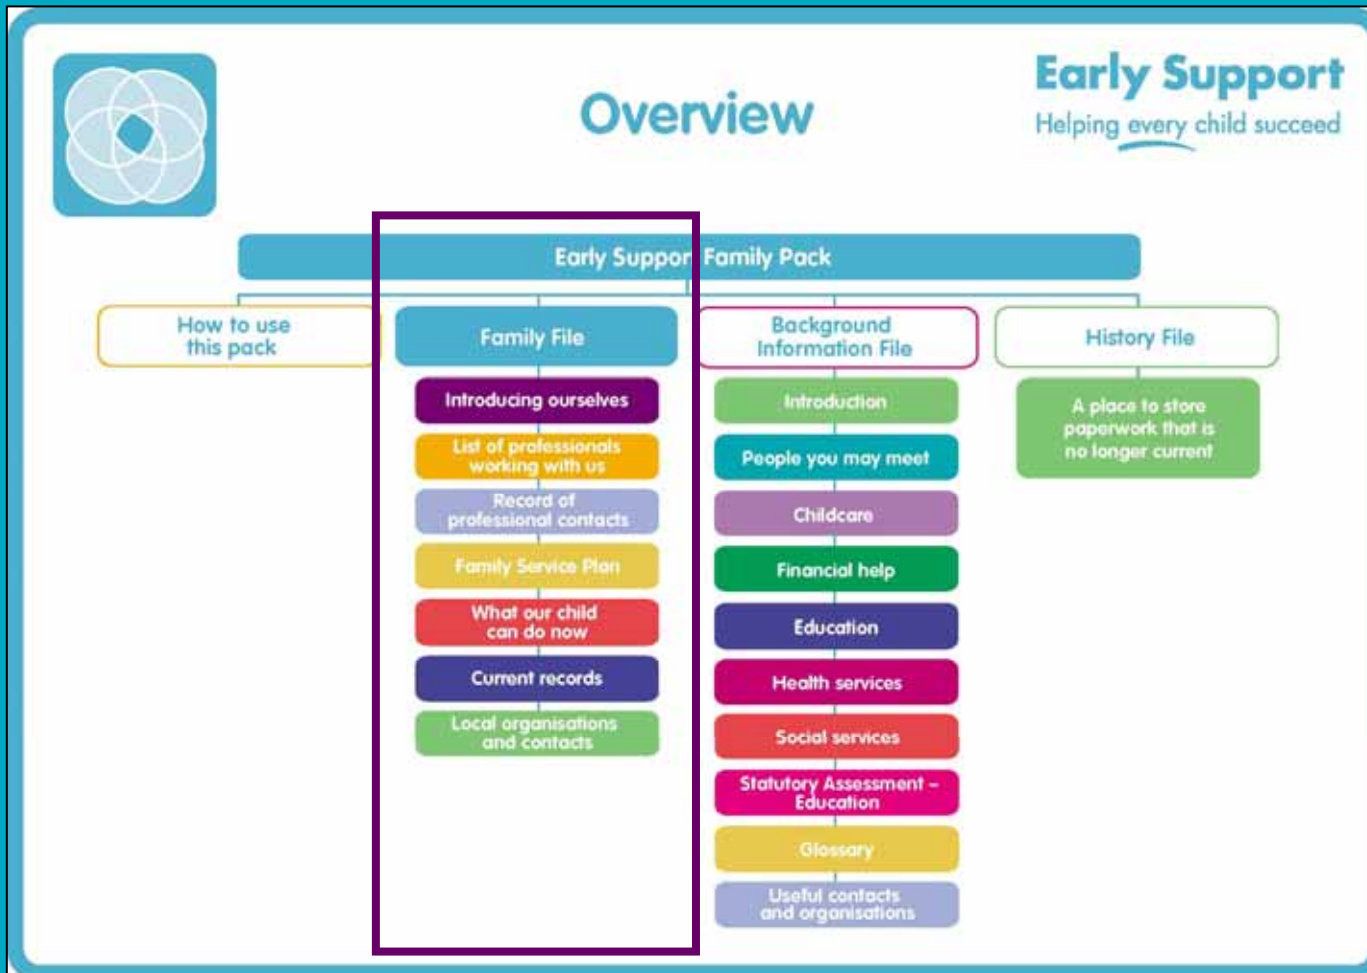 Overview
Early Support
Helping every child succeed
Early Support Family Pack
How to use
this pack
Family File
Introducing ourselves
List of professionals
working with us
Record of
professional contacts
Family Service Plan
What our child
can do now
Current records
Local organisations
and contacts
Background
Information File
Introduction
People you may meet
Childcare
Financial help
Education
Health services
Social services
Statutory Assessment –
Education
Glossary
Useful contacts
and organisations
History File
A place to store
paperwork that is
no longer current